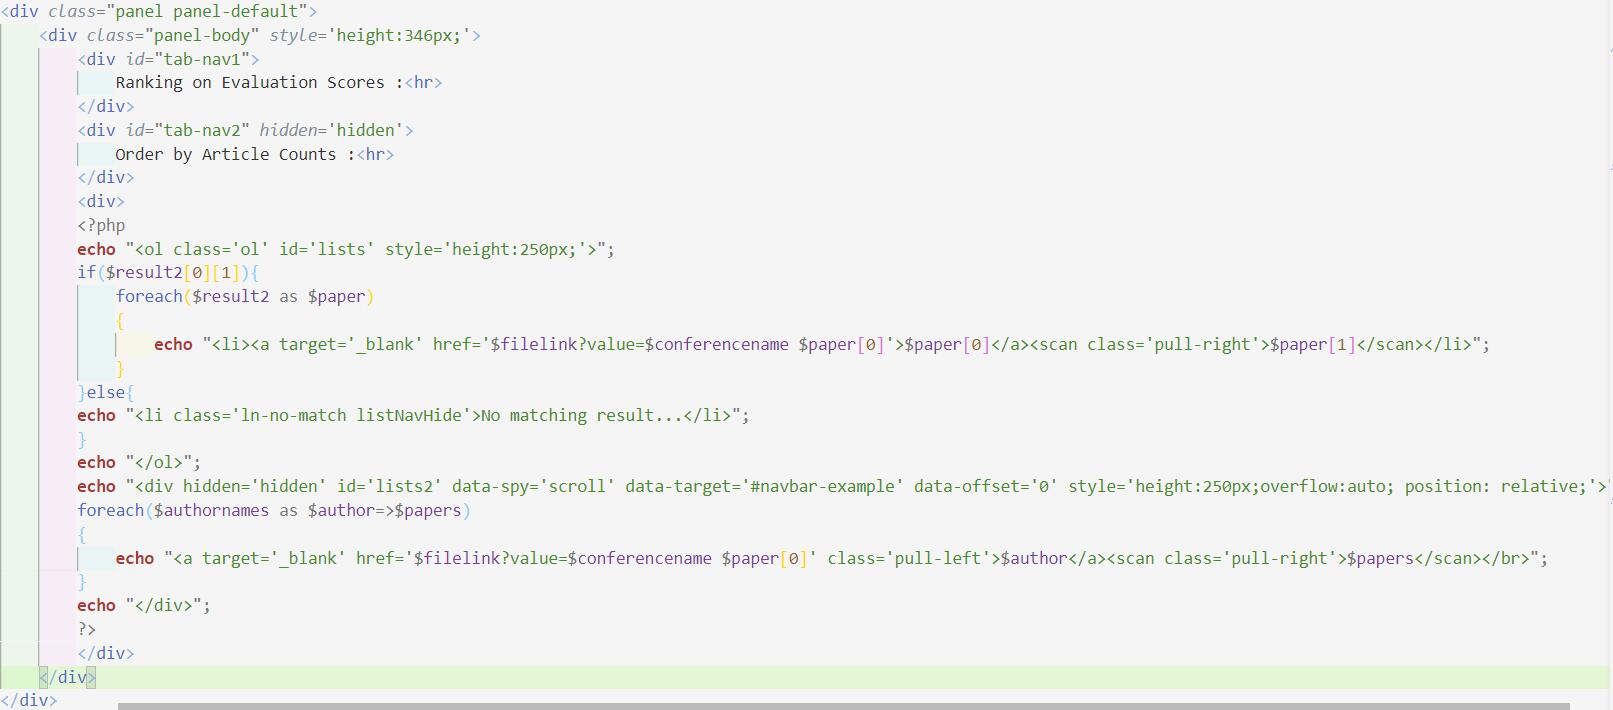 <div class="panel panel-default">
<div class="panel-body" style='height:346px;'>
<div id="tab-nav1">
Ranking on Evaluation Scores :<hr>
</div>
<div id="tab-nav2" hidden='hidden'>
Order by Article Counts :<hr>
</div>
<div>
<?php
echo "<ol class='ol' id='lists' style='height:250px;'>";
if($result2[0][1]){
foreach($result2 as $paper)
{
echo "<li><a target='_blank' href='$filelink?value=$conferencename $paper[0]'>$paper[0]</a><scan class='pull-right'>$paper[1]</scan></li>";
}
}else{
echo "<li class='ln-no-match listNavHide'>No matching result...</li>";
}
echo "</ol>";
echo "<div hidden='hidden' id='lists2' data-spy='scroll' data-target='#navbar-example' data-offset='0' style='height:250px;overflow:auto; position: relative;'>
foreach($authornames as $author=>$papers)
{
echo "<a target='_blank' href='$filelink?value=$conferencename $paper[0]' class='pull-left'>$author</a><scan class='pull-right'>$papers</scan></br>";
}
echo "</div>";
?>
</div>
</div>
</div>